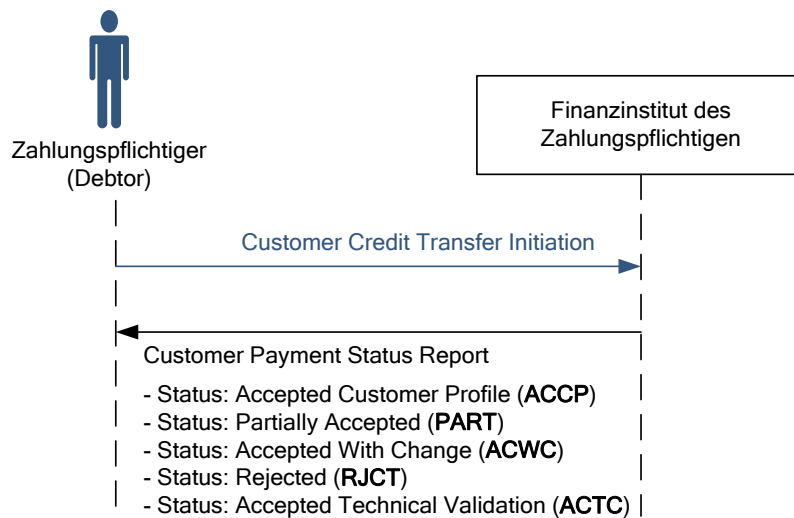 Zahlungspflichtiger
(Debtor)
Finanzinstitut des
Zahlungspflichtigen
Customer Credit Transfer Initiation
Customer Payment Status Report
- Status: Accepted Customer Profile (ACCP)
- Status: Partially Accepted (PART)
- Status: Accepted With Change (ACWC)
- Status: Rejected (RJCT)
- Status: Accepted Technical Validation (ACTC)